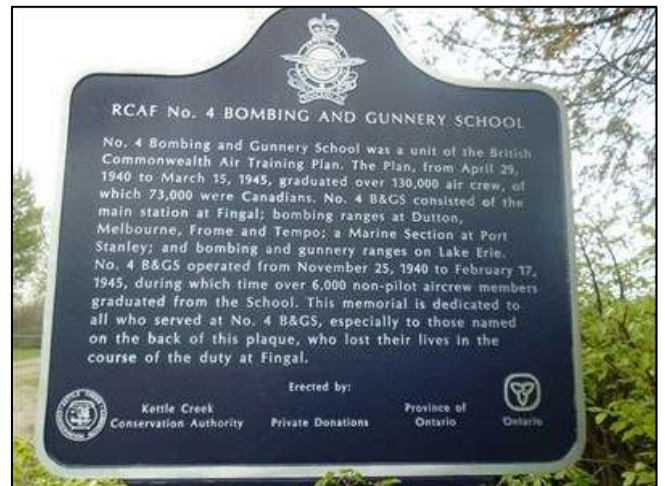 RCAF No. 4 BOMBING AND GUNNERY SCHOOL
No. 4 Bombing and Gunnery School was a unit of the British
Commonwealth Air Training Plan. The Plan, from April 29,
1940 to March 15, 1945, graduated over 130,000 air crew, of
which 73,000 were Canadians. No. 4 B&GS consisted of the
main station at Fingal; bombing ranges at Dutton,
Melbourne, Frome and Tempo; a Marine Section at Port
Stanley; and bombing and gunnery ranges on Lake Erie.
No. 4 B&GS operated from November 25, 1940 to February 17,
1945, during which time over 6,000 non-pilot aircrew members
graduated from the School. This memorial is dedicated to
all who served at No. 4 B&GS, especially to those named
on the back of this plaque, who lost their lives in the
course of the duty at Fingal.
Erected by:
Kettle Creek
Conservation Authority
Private Donations
Province of
Ontario
Ontario